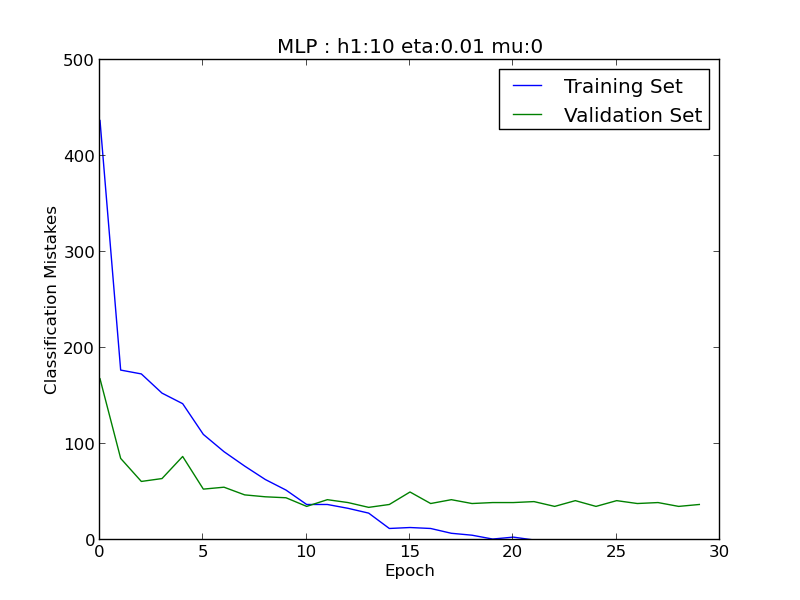 MLP : h1:10 eta:0.01 mu:0
500
400
300
200
100
0
Classification Mistakes
Training Set
Validation Set
0 5 10 15 20 25 30
Epoch